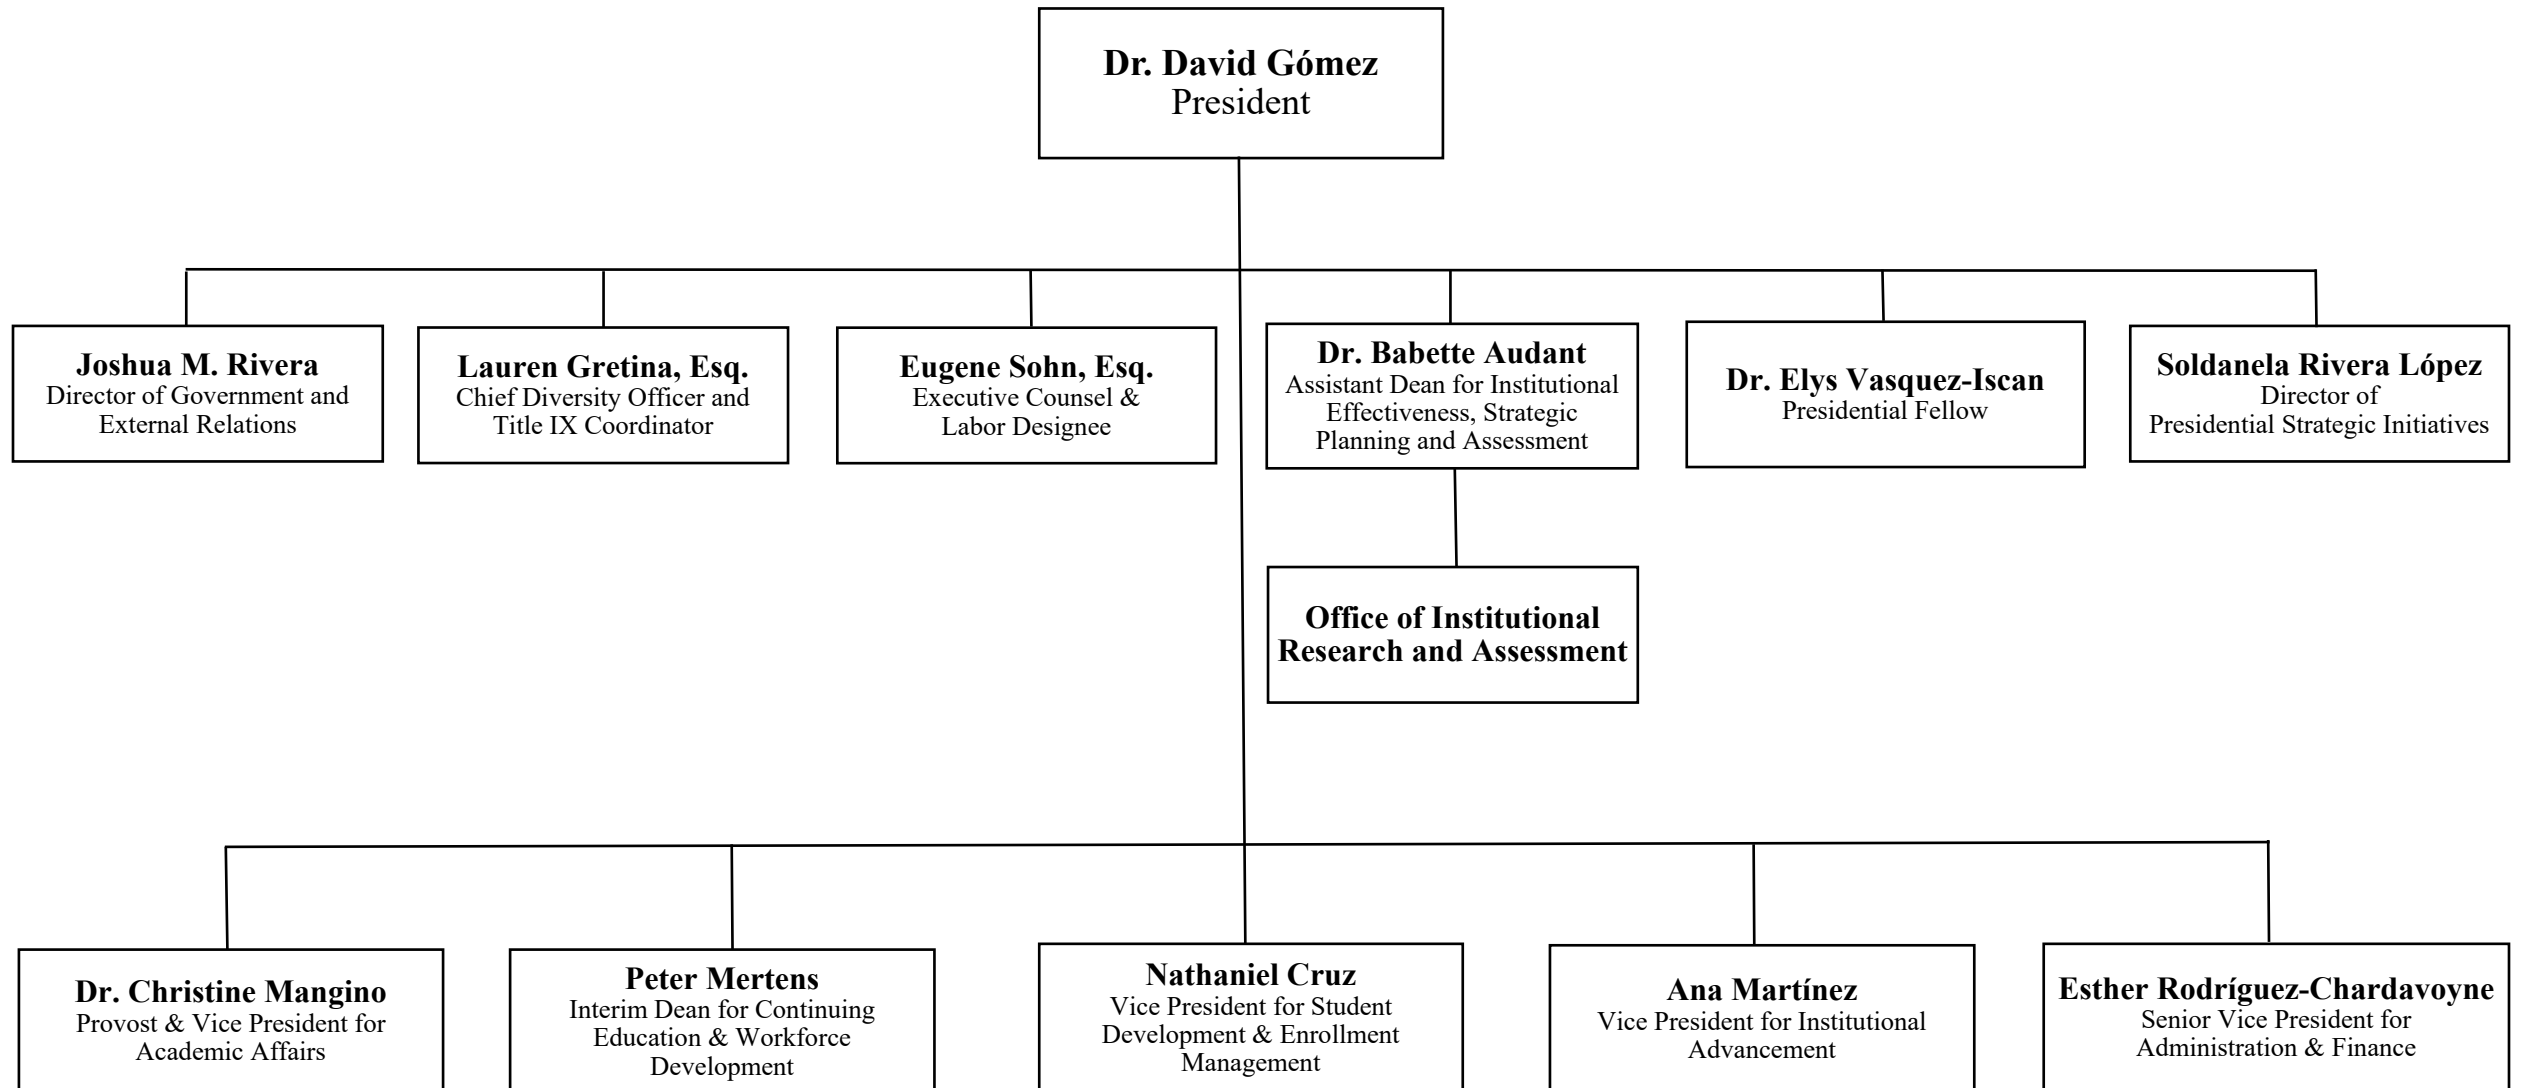 Dr. David Gómez
President
Joshua M. Rivera
Director of Government and
External Relations
Lauren Gretina, Esq.
Chief Diversity Officer and
Title IX Coordinator
Eugene Sohn, Esq.
Executive Counsel &
Labor Designee
Dr. Babette Audant
Assistant Dean for Institutional
Effectiveness, Strategic
Planning and Assessment
Dr. Elys Vasquez-Iscan
Presidential Fellow
Soldanela Rivera López
Director of
Presidential Strategic Initiatives
Office of Institutional
Research and Assessment
Dr. Christine Mangino
Provost & Vice President for
Academic Affairs
Peter Mertens
Interim Dean for Continuing
Education & Workforce
Development
Nathaniel Cruz
Vice President for Student
Development & Enrollment
Management
Ana Martínez
Vice President for Institutional
Advancement
Esther Rodríguez-Chardavoyne
Senior Vice President for
Administration & Finance